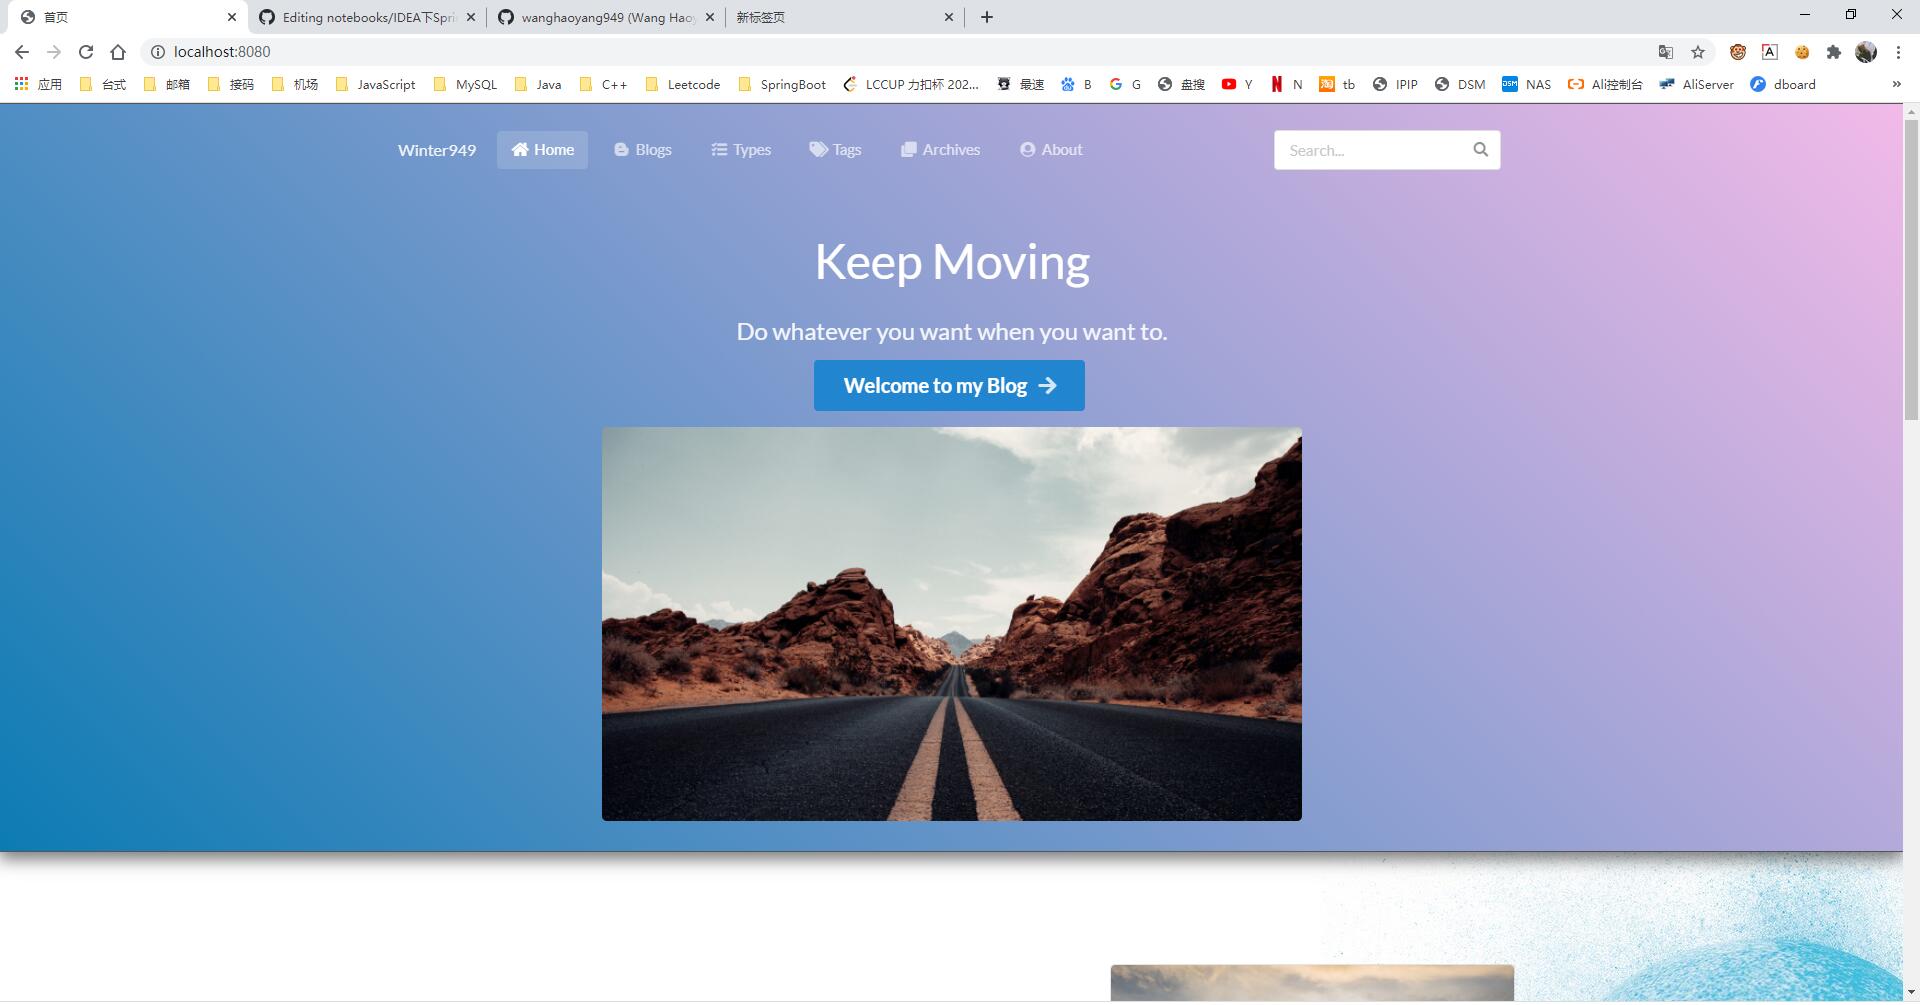 首页
Editing notebooks/IDEA下Spri
wanghaoyang949 (Wang Hao
新标签页
localhost:8080
应用 台式 邮箱 接码 机场 JavaScript MySQL Java C++ Leetcode SpringBoot LCCUP 力扣杯 202... 最速 B G 盘搜 Y N tb IPIP DSM NAS Ali控制台 AliServer dboard »
Winter949 Home Blogs Types Tags Archives About Search...
Keep Moving
Do whatever you want when you want to.
Welcome to my Blog